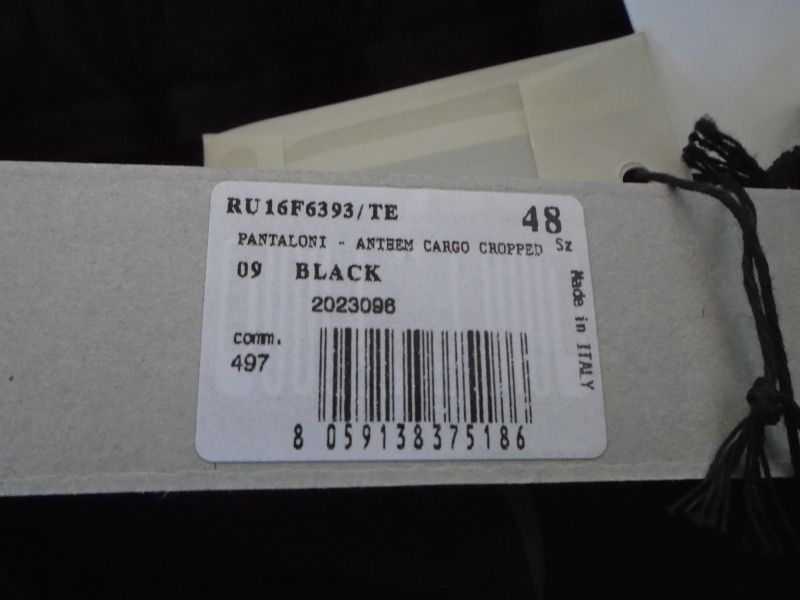 RU16F6393/TE 48
PANTALONI - ANTHEM CARGO CROPPED Sz
09 BLACK
2023096
comm.
497
Made in ITALY
8 059138375186